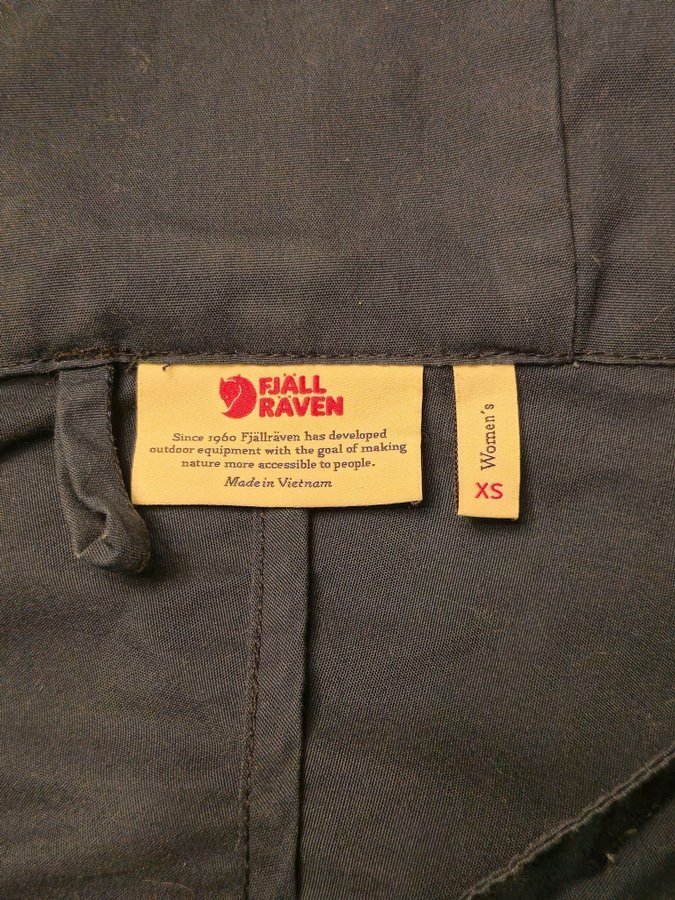 FJÄLL
RÄVEN
Since 1960 Fjällräven has developed
outdoor equipment with the goal of making
nature more accessible to people.
Made in Vietnam
Women's
XS